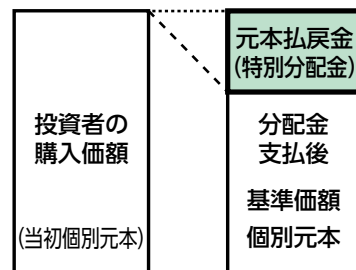 投資者の
購入価額
(当初個別元本)
元本払戻金
(特別分配金)
分配金
支払後
基準価額
個別元本